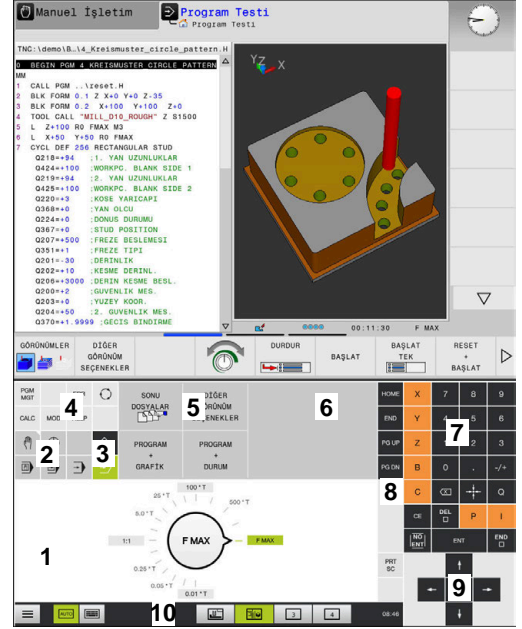 Manuel İşletim
Program Testi
Program Testi
TNC:\demo\B…\4_Kreismuster_circle_pattern.H
0 BEGIN PGM 4 KREISMUSTER CIRCLE PATTERN
MM
1 CALL PGM ..\reset.H
2 BLK FORM 0.1 Z X+0 Y+0 Z-35
3 BLK FORM 0.2 X+100 Y+100 Z+0
4 TOOL CALL "MILL_D10_ROUGH" Z S1500
5 L Z+100 R0 FMAX M3
6 L X+50 Y+50 R0 FMAX
7 CYCL DEF 256 RECTANGULAR STUD
Q218=+94 ;1. YAN UZUNLUKLAR
Q424=+100 ;WORKPC. BLANK SIDE 1
Q219=+94 ;2. YAN UZUNLUKLAR
Q425=+100 ;WORKPC. BLANK SIDE 2
Q220=+3 ;KOSE YARICAPI
Q368=+0 ;YAN OLCU
Q224=+0 ;DONUS DURUMU
Q367=+0 ;STUD POSITION
Q207=+500 ;FREZE BESLEMESI
Q351=+1 ;FREZE TIPI
Q201=-30 ;DERINLIK
Q202=+10 ;KESME DERINL.
Q206=+3000 ;DERIN KESME BESL.
Q200=+2 ;GUVENLIK MES.
Q203=+0 ;YUZEY KOOR.
Q204=+50 ;2. GUVENLIK MES.
Q370=+1.9999 ;GECIS BINDIRME
Y Z X
00:11:30 F MAX
GÖRÜNÜMLER
DİĞER
GÖRÜNÜM
SEÇENEKLER
DURDUR
BAŞLAT
BAŞLAT
TEK
RESET
+
BAŞLAT
PGM
MGT
CALC MOD
4
SONU
DOSYALAR
5
DİĞER
GÖRÜNÜM
SEÇENEKLER
6
2
3
PROGRAM
+
GRAFİK
PROGRAM
+
DURUM
HOME X 7 8 9
END Y 5 6
7
PG UP Z 2 3
PG DN B 0 . -/+
8
C Q
CE DEL P I
NO
ENT
ENT
END
PRT
SC
9
1
100°T
25°T
500°T
5.0°T
1:1
F MAX
F MAX
0.25°T
0.05°T
0.01°T
AUTO
10
3
4
08:46